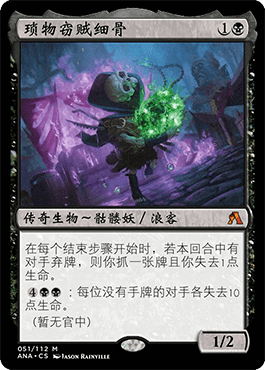 琐物窃贼细骨 1
传奇生物～骷髅妖／浪客
在每个结束步骤开始时，若本回合中有
对手弃牌，则你抓一张牌且你失去1点
生命。
4：每位没有手牌的对手各失去10
点生命。
（暂无官中）
051/112 M
ANA • CS JASON RAINVILLE
1/2